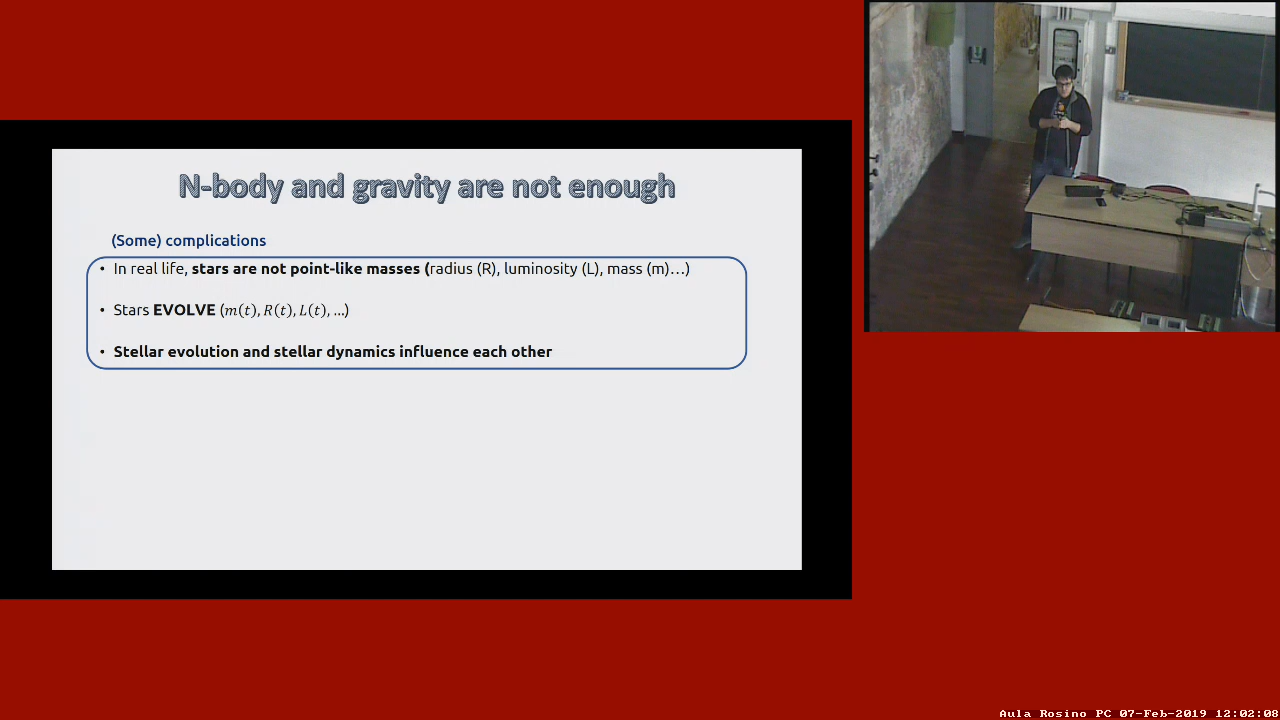 N-body and gravity are not enough
(Some) complications
• In real life, stars are not point-like masses (radius (R), luminosity (L), mass (m)…)
• Stars EVOLVE (m(t), R(t), L(t), ...)
• Stellar evolution and stellar dynamics influence each other
Aula Rosino PC 07-Feb-2019 12:02:08